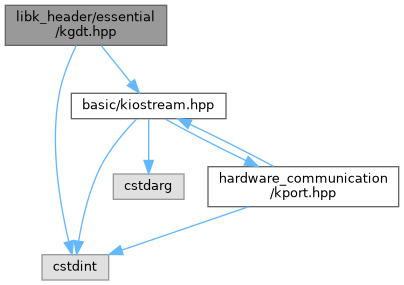 libk_header/essential
/kgdt.hpp
basic/kiostream.hpp
cstdarg
hardware_communication
/kport.hpp
cstdint